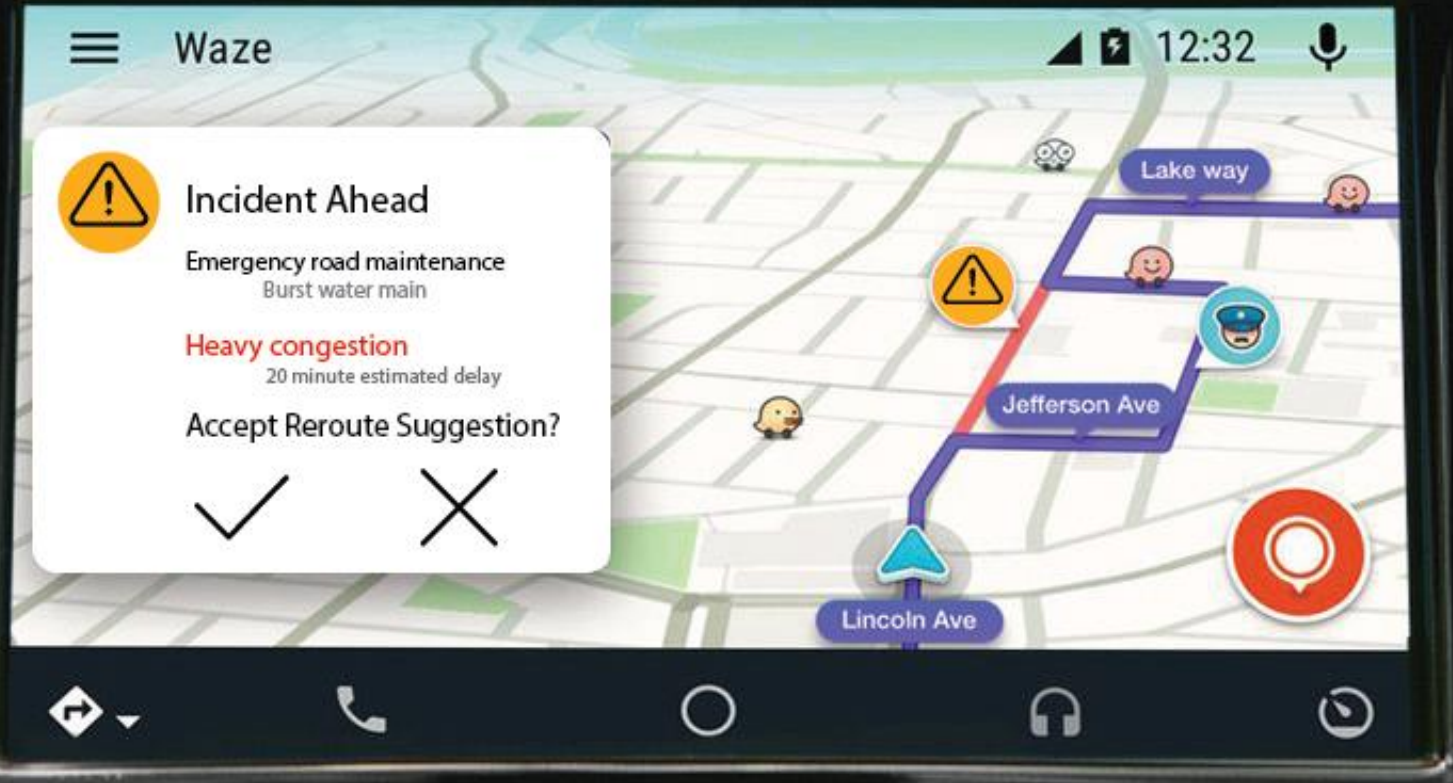 Waze
12:32
Incident Ahead
Emergency road maintenance
Burst water main
Heavy congestion
20 minute estimated delay
Accept Reroute Suggestion?
Lake way
Jefferson Ave
Lincoln Ave